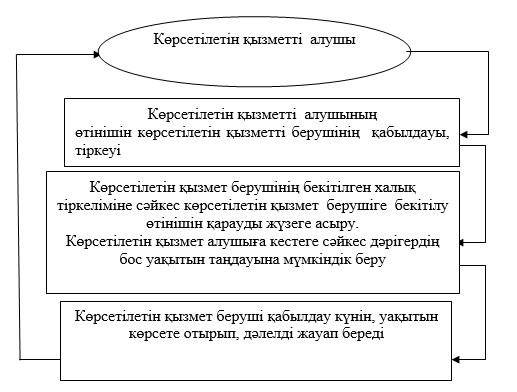 Көрсетілетін қызметті алушы
Көрсетілетін қызметті алушының
өтінішін көрсетілетін қызметті берушінің қабылдауы,
тіркеуі
Көрсетілетін қызмет берушінің бекітілген халық
тіркеліміне сәйкес көрсетілетін қызмет берушіге бекітілу
өтінішін қарауды жүзеге асыру.
Көрсетілетін қызмет алушыға кестеге сәйкес дәрігердің
бос уақытын таңдауына мүмкіндік беру
Көрсетілетін қызмет беруші қабылдау күнін, уақытын
көрсете отырып, дәлелді жауап береді